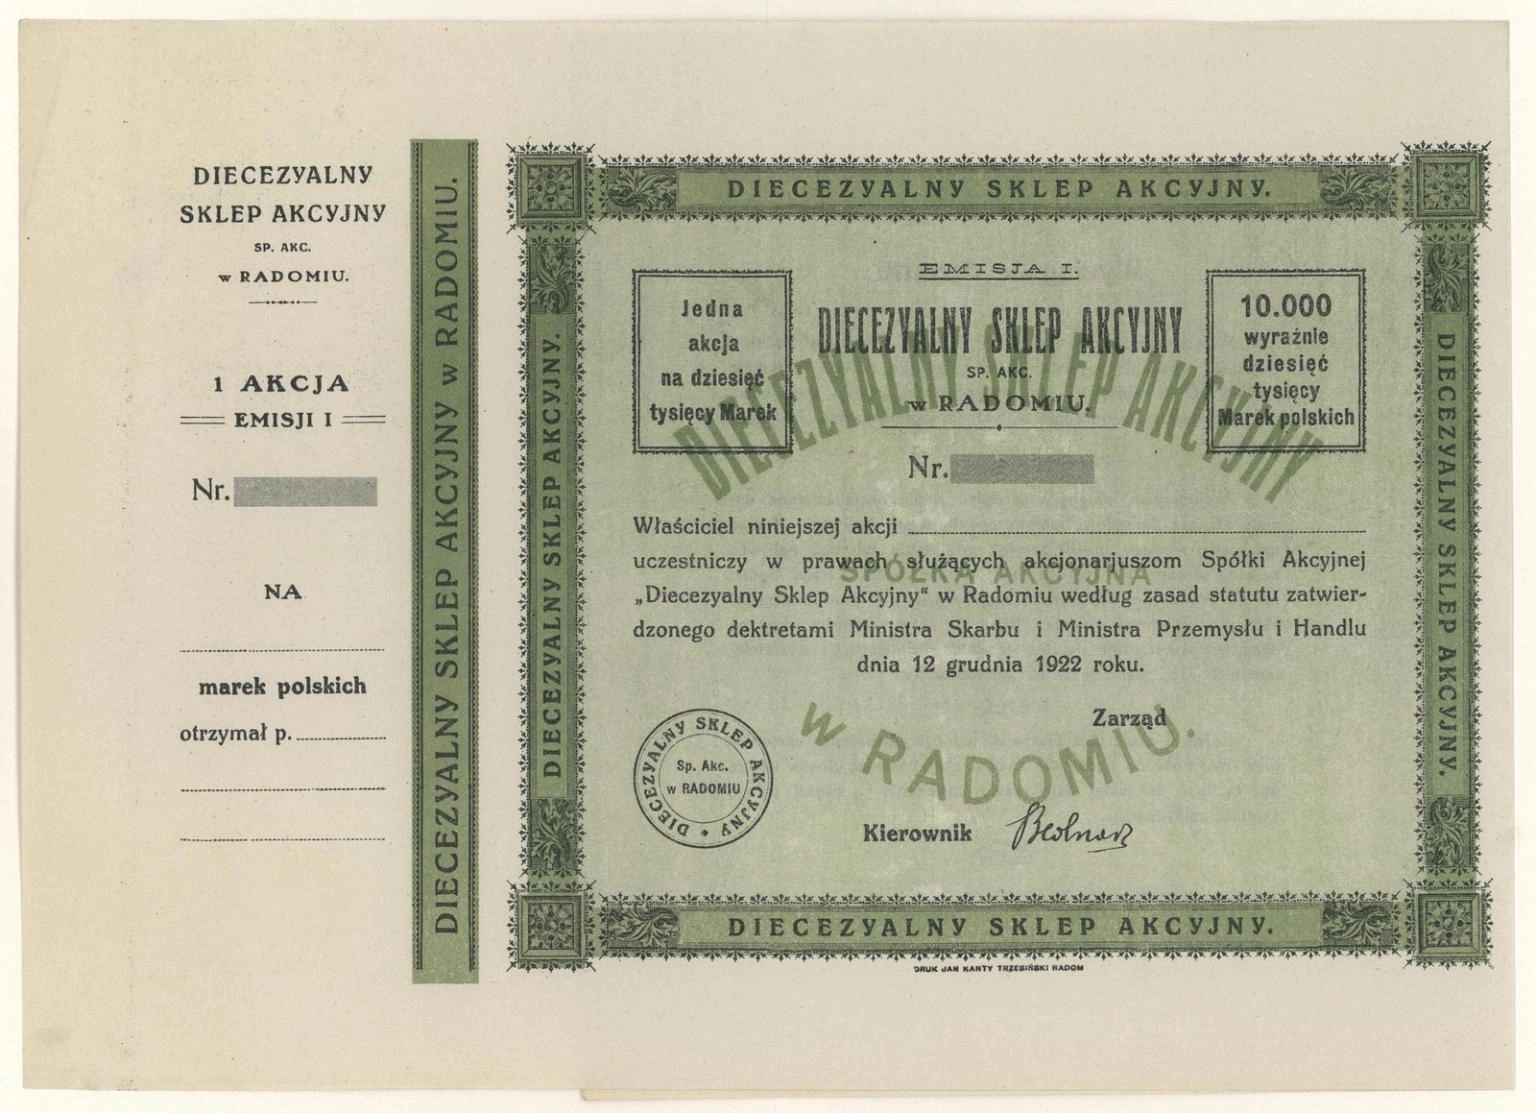 DIECEZYALNY
SKLEP AKCYJNY
SP. AKC.
w RADOMIU.
1 AKCJA
EMISJI I
Nr.
NA
marek polskich
otrzymał p.
DIECEZYALNY SKLEP AKCYJNY w RADOMIU.
DIECEZYALNY SKLEP AKCYJNY.
DIECEZYALNY SKLEP AKCYJNY.
EMISJA I.
Jedna
akcja
na dziesięć
tysięcy Marek
DIECEZYALNY SKLEP AKCYJNY
SP. AKC.
w RADOMIU.
10.000
wyraźnie
dziesięć
tysięcy
Marek polskich
DIECEZYALNY SKLEP AKCYJNY
Nr.
Właściciel niniejszej akcji
uczestniczy w prawach służących akcjonarjuszom Spółki Akcyjnej
SPÓŁKA AKCYJNA
„Diecezyalny Sklep Akcyjny“ w Radomiu według zasad statutu zatwier-
dzonego dektretami Ministra Skarbu i Ministra Przemysłu i Handlu
dnia 12 grudnia 1922 roku.
Zarząd
w RADOMIU.
DIECEZYALNY SKLEP AKCYJNY
Sp. Akc.
w RADOMIU
Kierownik Bednarz
DIECEZYALNY SKLEP AKCYJNY.
DIECEZYALNY SKLEP AKCYJNY.
DRUK JAN KANTY TRZEBIŃSKI RADOM